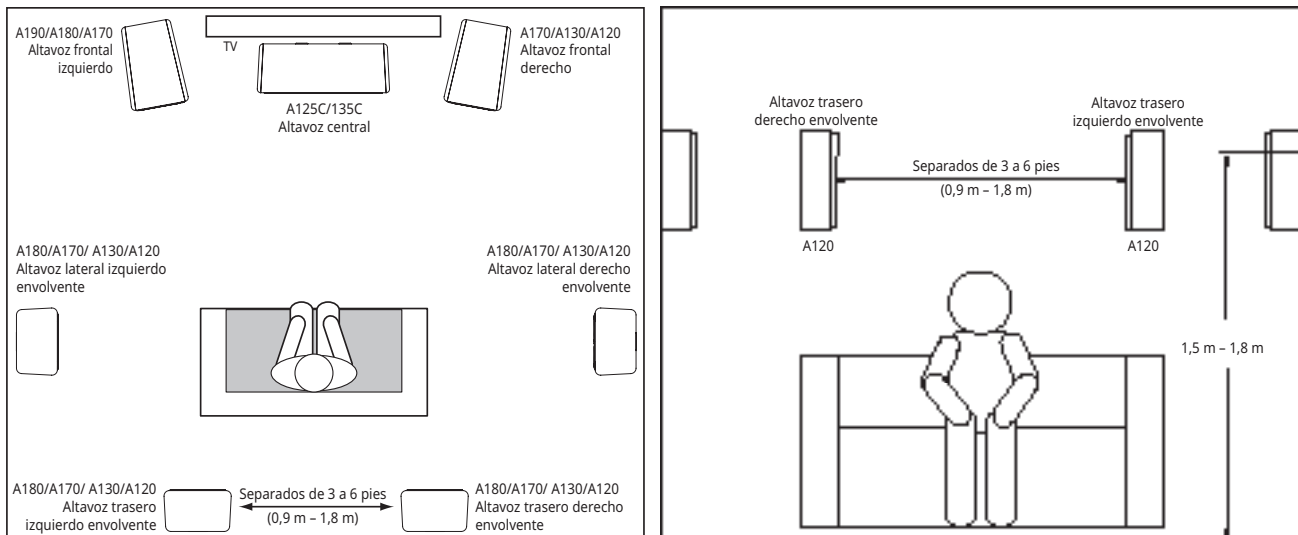 A190/A180/A170
Altavoz frontal
izquierdo
TV
A170/A130/A120
Altavoz frontal
derecho
A125C/135C
Altavoz central
A180/A170/ A130/A120
Altavoz lateral izquierdo
envolvente
A180/A170/ A130/A120
Altavoz lateral derecho
envolvente
A180/A170/ A130/A120
Altavoz trasero
izquierdo envolvente
Separados de 3 a 6 pies
(0,9 m – 1,8 m)
A180/A170/ A130/A120
Altavoz trasero derecho
envolvente
Altavoz trasero
derecho envolvente
Altavoz trasero
izquierdo envolvente
Separados de 3 a 6 pies
(0,9 m – 1,8 m)
A120
A120
1,5 m – 1,8 m